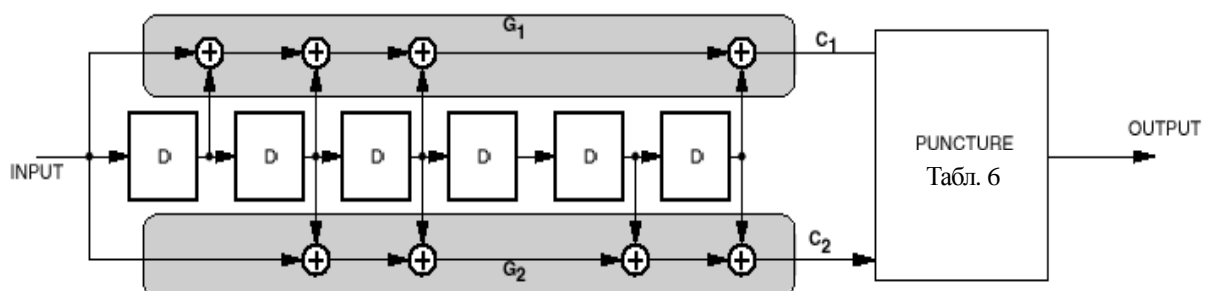 G1
C1
INPUT
D D D D D D
PUNCTURE
Табл. 6
OUTPUT
G2
C2